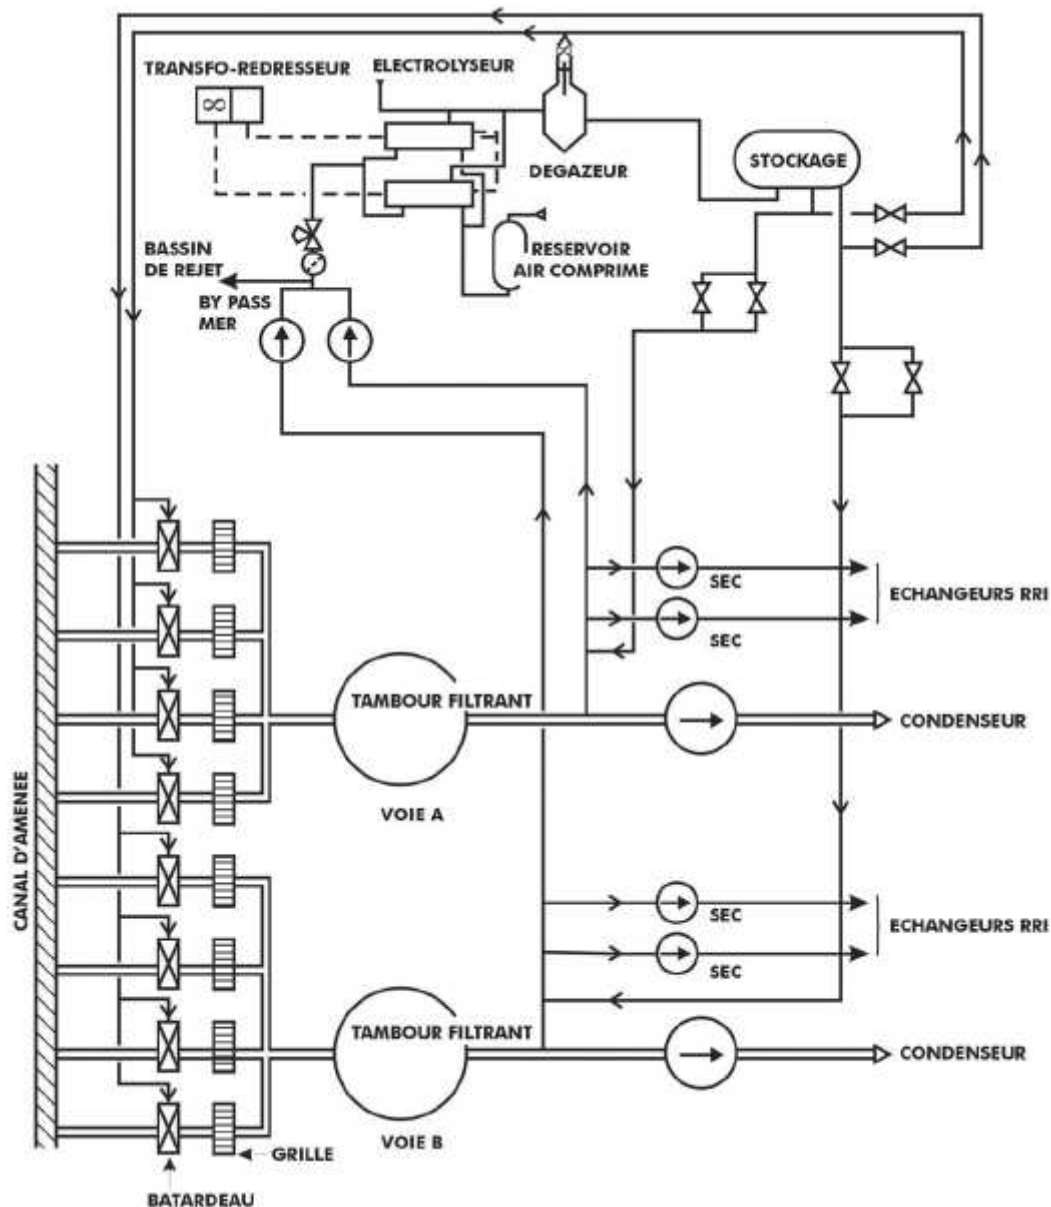 TRANSFO-REDRESSEUR
ELECTROLYSEUR
DEGAZEUR
STOCKAGE
RESERVOIR
AIR COMPRIME
BASSIN
DE REJET
BY PASS
MER
SEC
ECHANGEURS RRI
SEC
TAMBOUR FILTRANT
CONDENSEUR
VOIE A
CANAL D'AMENEE
SEC
ECHANGEURS RRI
SEC
TAMBOUR FILTRANT
CONDENSEUR
VOIE B
GRILLE
BATARDEAU